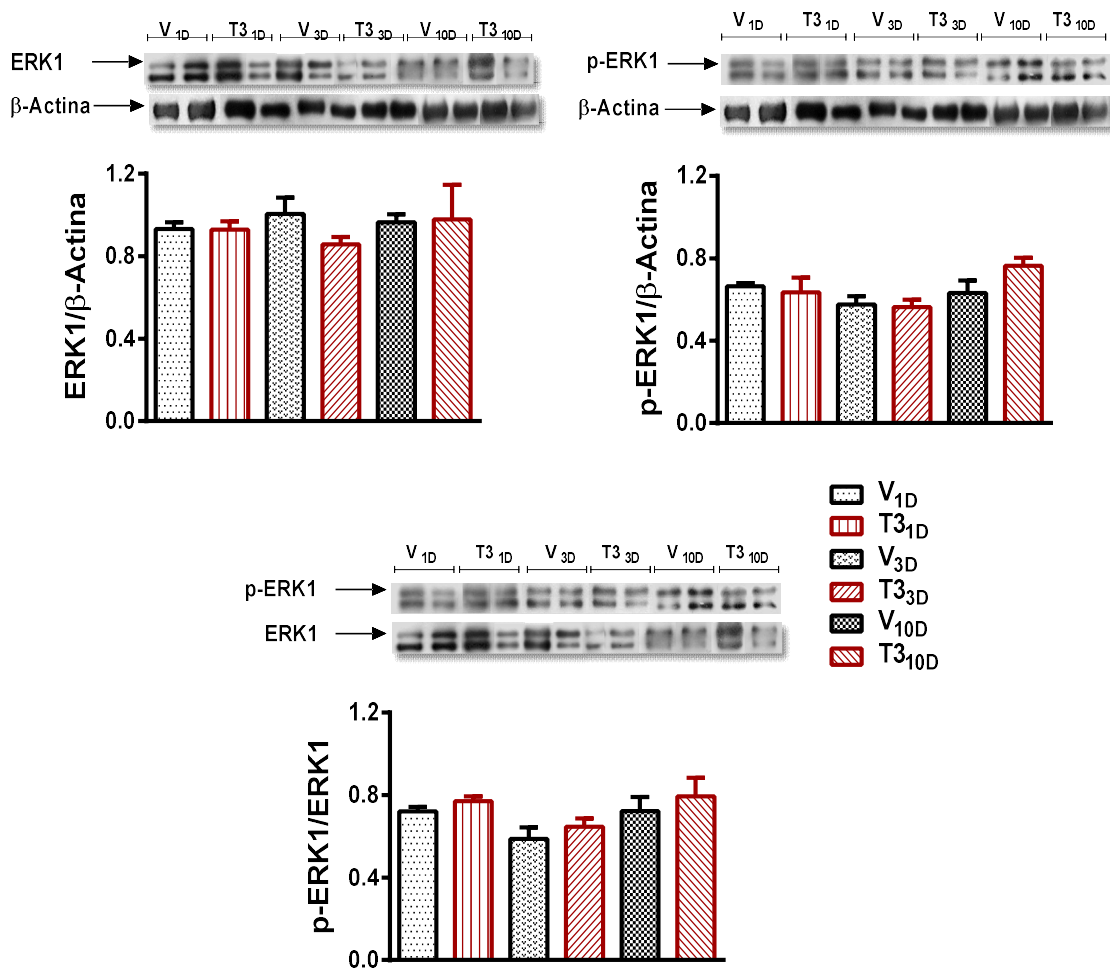 V 1D T3 1D V 3D T3 3D V 10D T3 10D
ERK1
β-Actina
1.2
0.8
0.4
0.0
ERK1/β-Actina
V 1D T3 1D V 3D T3 3D V 10D T3 10D
p-ERK1
β-Actina
1.2
0.8
0.4
0.0
p-ERK1/β-Actina
V1D
T31D
V3D
T33D
V10D
T310D
V 1D T3 1D V 3D T3 3D V 10D T3 10D
p-ERK1
ERK1
1.2
0.8
0.4
0.0
p-ERK1/ERK1